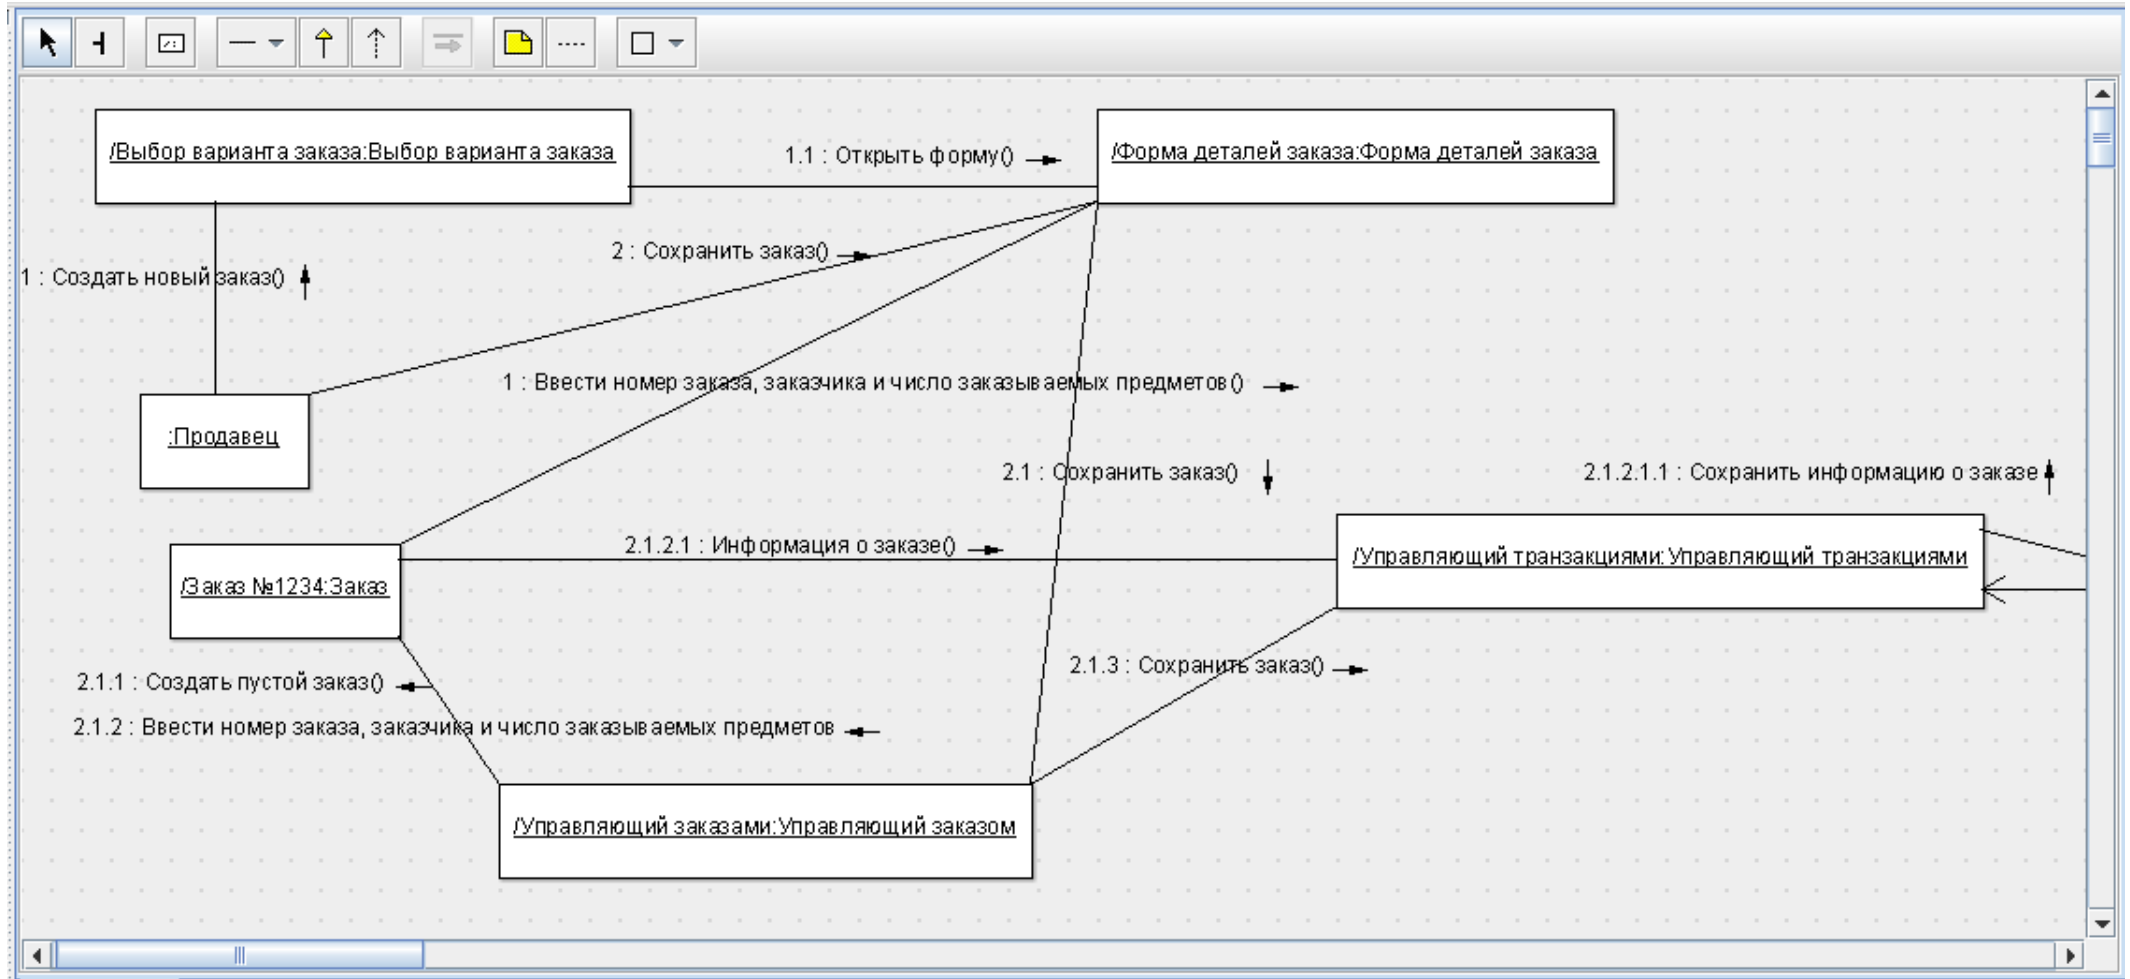 /Выбор варианта заказа:Выбор варианта заказа
1.1 : Открыть форму()
/Форма деталей заказа:Форма деталей заказа
2 : Сохранить заказ()
1 : Создать новый заказ()
1 : Ввести номер заказа, заказчика и число заказываемых предметов()
:Продавец
2.1 : Сохранить заказ()
2.1.2.1.1 : Сохранить информацию о заказе
2.1.2.1 : Информация о заказе()
/Управляющий транзакциями:Управляющий транзакциями
/Заказ №1234:Заказ
2.1.3 : Сохранить заказ()
2.1.1 : Создать пустой заказ()
2.1.2 : Ввести номер заказа, заказчика и число заказываемых предметов
/Управляющий заказами:Управляющий заказом